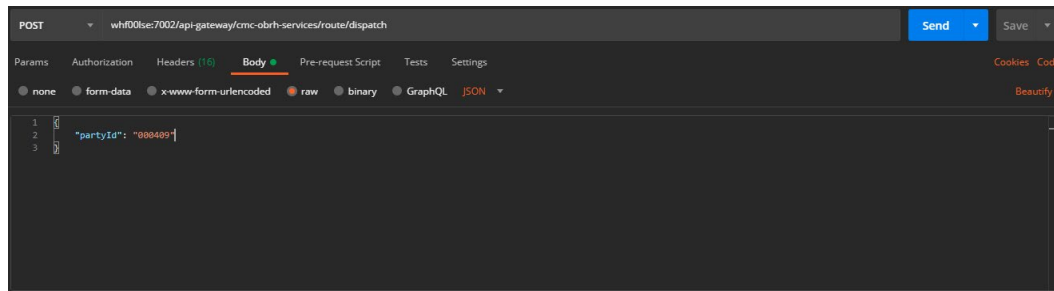 POST whf00lse:7002/api-gateway/cmc-obrh-services/route/dispatch Send Save
Params Authorization Headers (16) Body Pre-request Script Tests Settings Cookies Cod
none form-data x-www-form-urlencoded raw binary GraphQL JSON Beautify
1 {
2 "partyId": "000409"
3 }